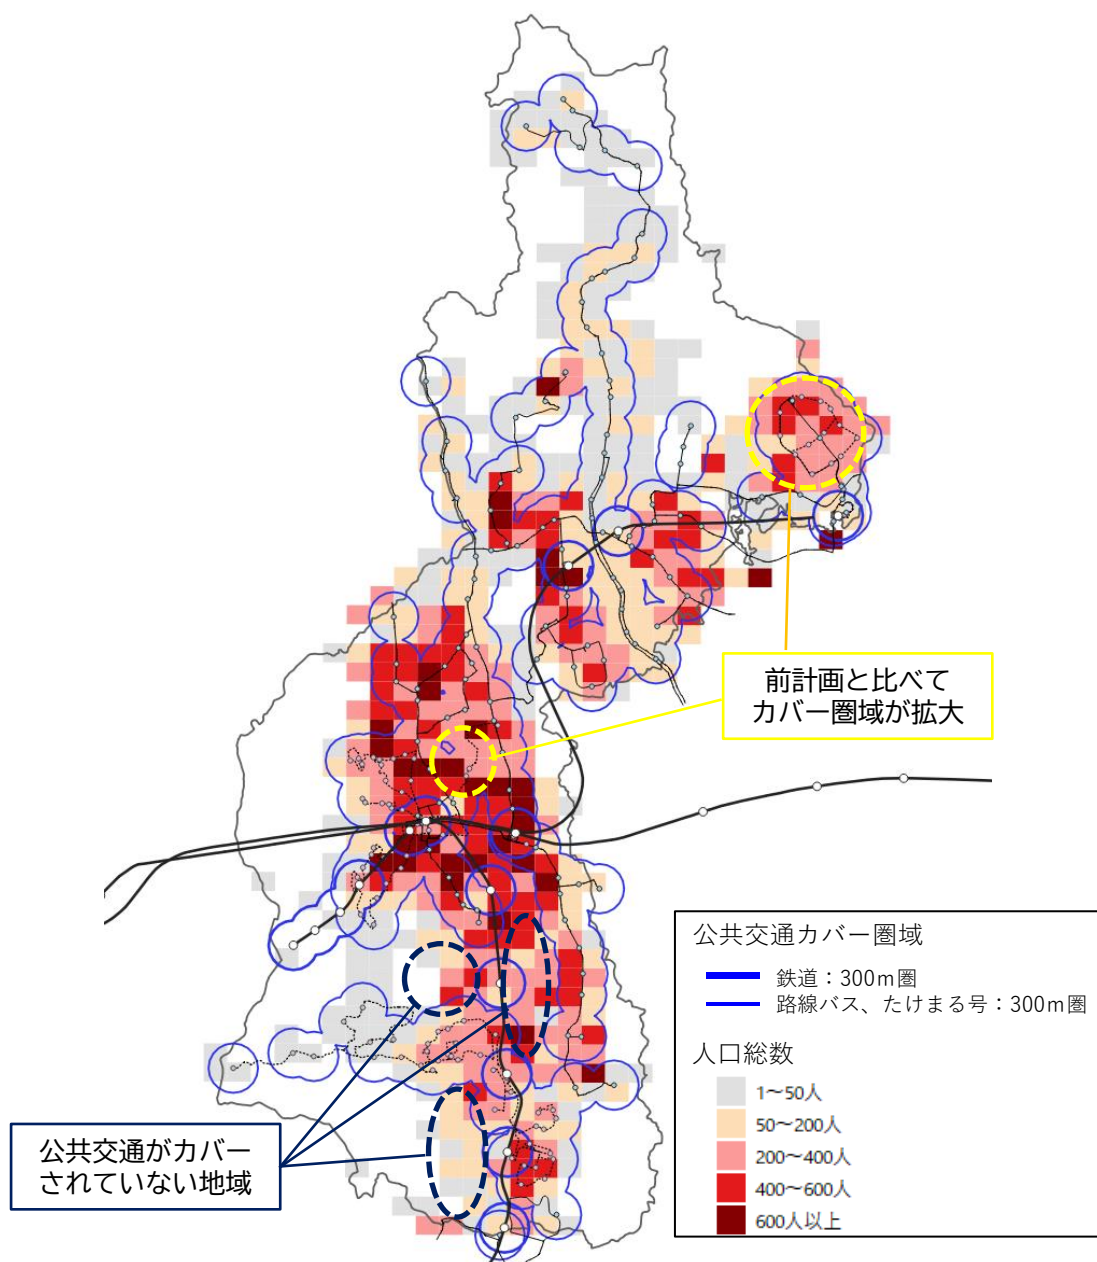 前計画と比べて
カバー圏域が拡大
公共交通カバー圏域
鉄道：300ｍ圏
路線バス、たけまる号：300ｍ圏
人口総数
1～50人
50～200人
200～400人
400～600人
600人以上
公共交通がカバー
されていない地域